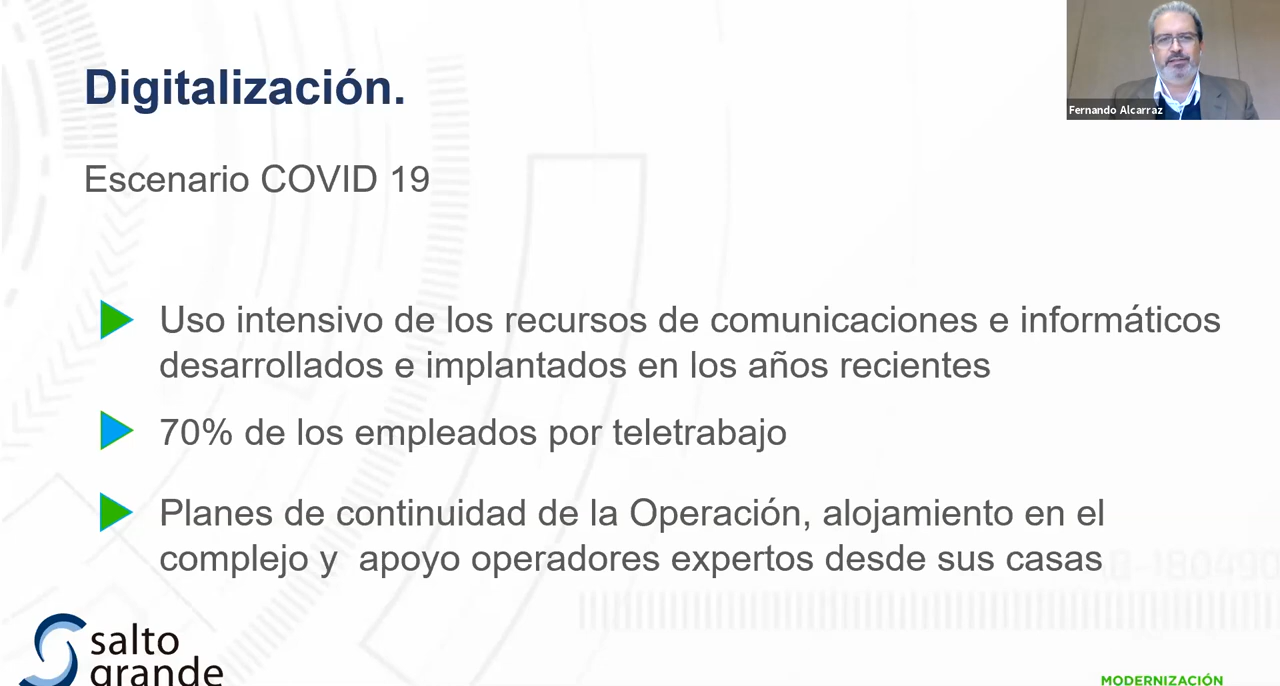 Digitalización.
Fernando Alcarraz
Escenario COVID 19
Uso intensivo de los recursos de comunicaciones e informáticos
desarrollados e implantados en los años recientes
70% de los empleados por teletrabajo
Planes de continuidad de la Operación, alojamiento en el
complejo y  apoyo operadores expertos desde sus casas
salto
grande
MODERNIZACIÓN